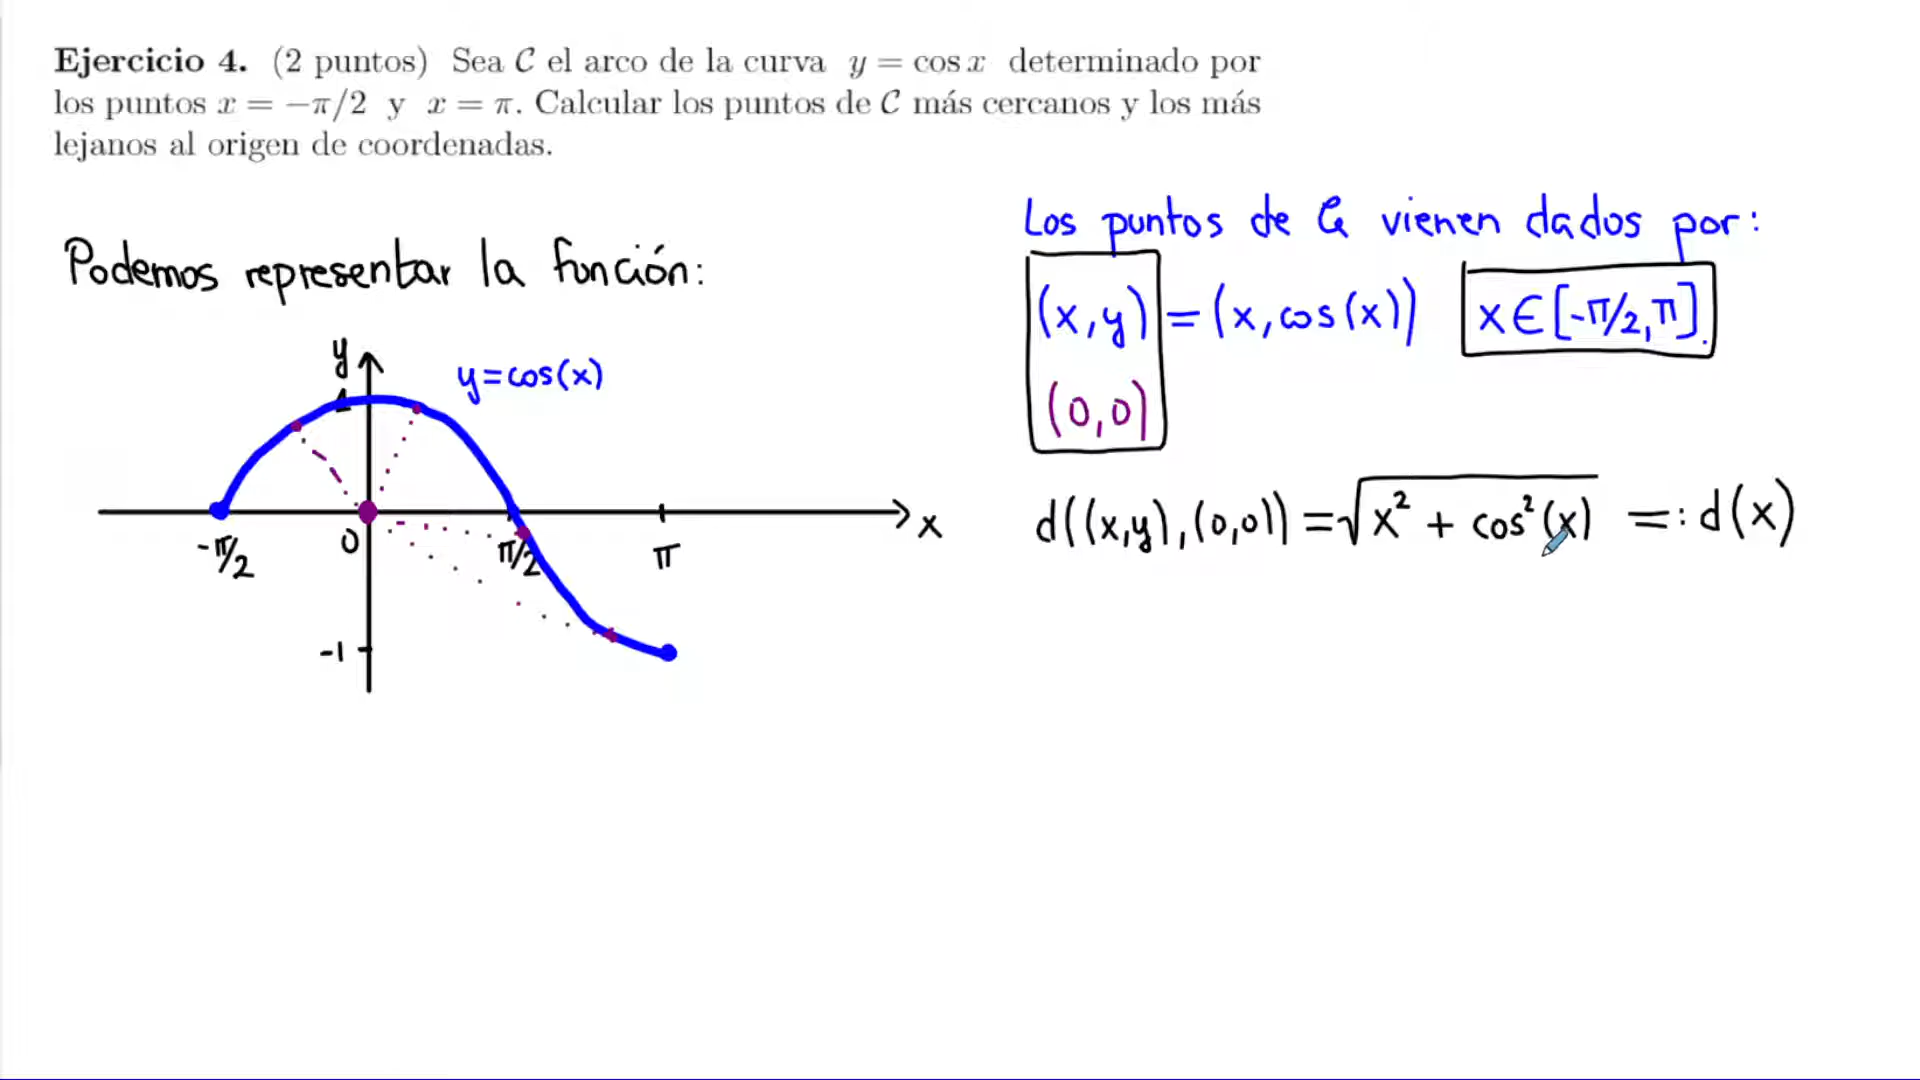 Ejercicio 4. (2 puntos) Sea 𝒞 el arco de la curva y = cos x determinado por
los puntos x = −π/2 y x = π. Calcular los puntos de 𝒞 más cercanos y los más
lejanos al origen de coordenadas.
Podemos representar la función:
y
1
y=cos(x)
-π/2
0
π/2
π
x
-1
Los puntos de 𝒞 vienen dados por:
(x,y) = (x,cos(x)) x∈[-π/2,π].
(0,0)
d((x,y),(0,0)) = √(x² + cos²(x)) =: d(x)